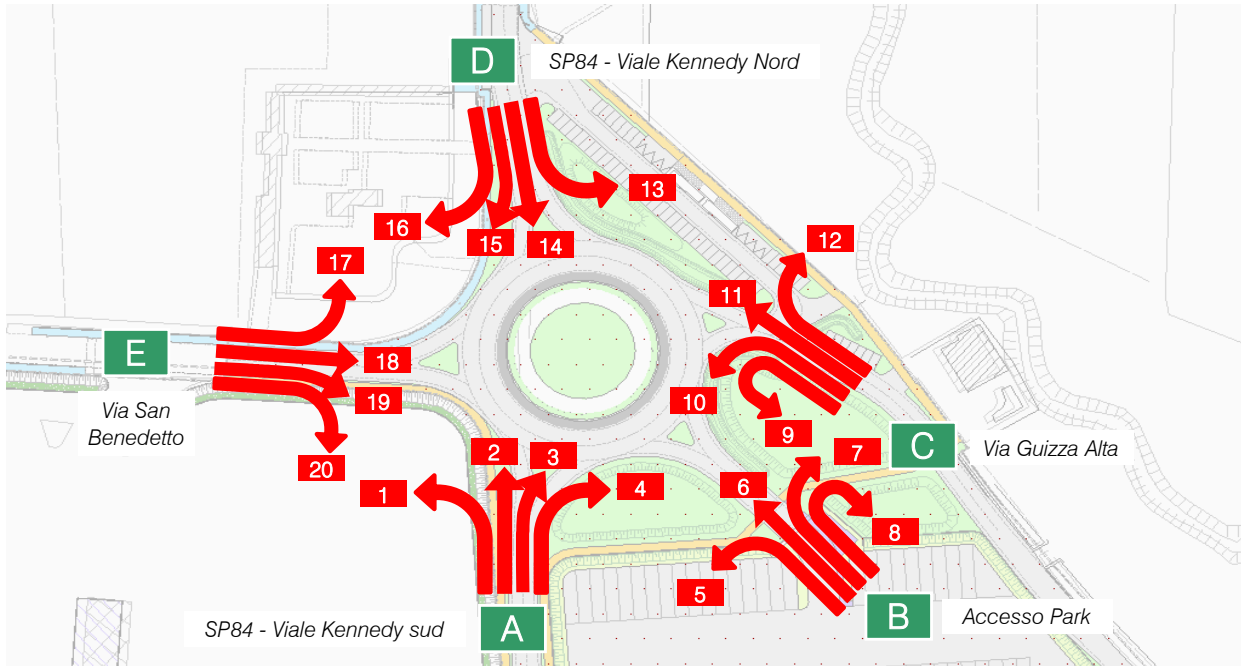 D
SP84 - Viale Kennedy Nord
13
16
15
14
12
17
11
E
18
19
10
Via San
Benedetto
9
7
C
Via Guizza Alta
20
2
3
1
4
6
8
5
SP84 - Viale Kennedy sud
A
B
Accesso Park